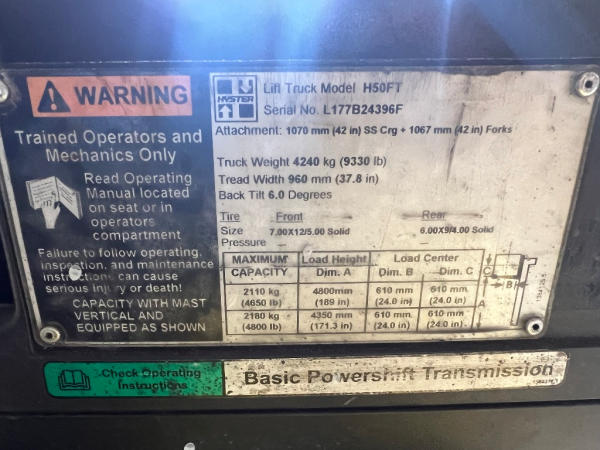 WARNING
Trained Operators and
Mechanics Only
Read Operating
Manual located
on seat or in
operators
compartment
Failure to follow operating,
inspection, and maintenance
instructions can cause
serious injury or death!
CAPACITY WITH MAST
VERTICAL AND
EQUIPPED AS SHOWN
HYSTER
Lift Truck Model H50FT
Serial No. L177B24396F
Attachment: 1070 mm (42 in) SS Crg + 1067 mm (42 in) Forks
Truck Weight 4240 kg (9330 lb)
Tread Width 960 mm (37.8 in)
Back Tilt 6.0 Degrees
Tire Front Rear
Size 7.00X12/5.00 Solid 6.00X9/4.00 Solid
Pressure – –
MAXIMUM Load Height Load Center
CAPACITY Dim. A Dim. B Dim. C
2110 kg 4800mm 610 mm 610 mm
(4650 lb) (189 in) (24.0 in) (24.0 in)
2180 kg 4350 mm 610 mm 610 mm
(4800 lb) (171.3 in) (24.0 in) (24.0 in)
C
B
A
Check Operating
Instructions
Basic Powershift Transmission